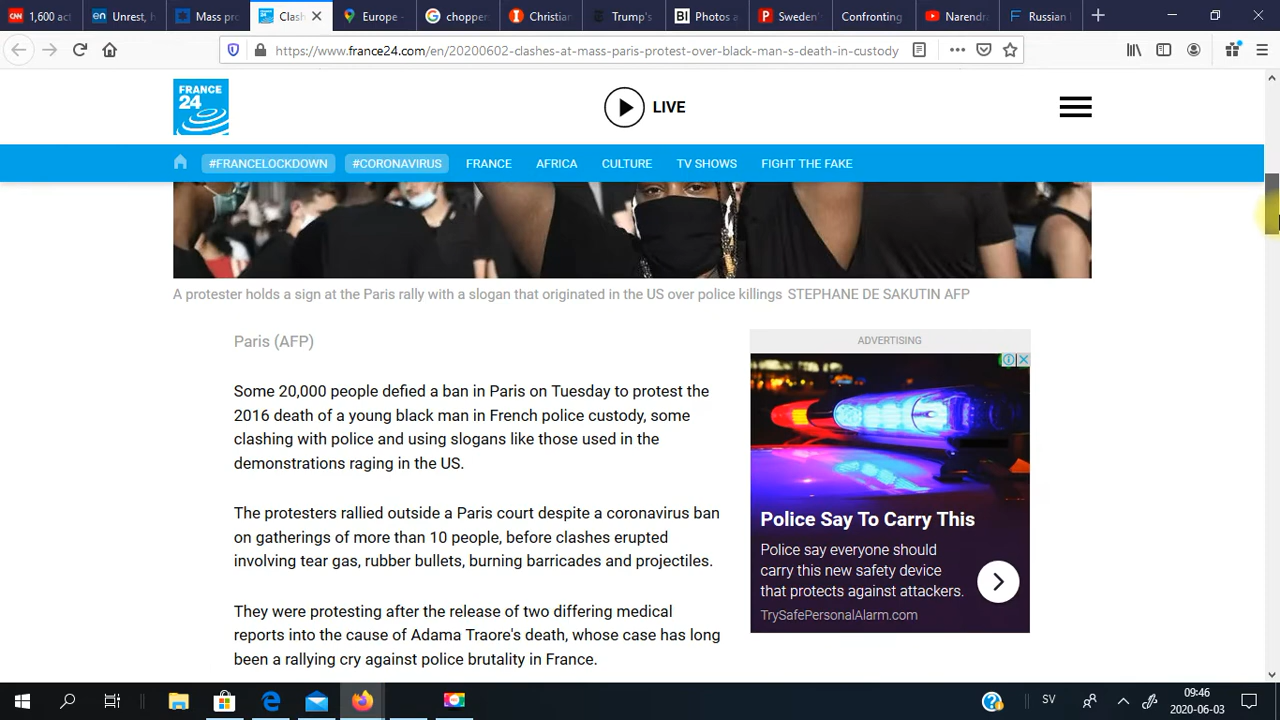 1,600 act
Unrest, h
Mass pro
Clash
Europe -
chopper
Christian
Trump's
Photos a
Sweden'
Confronting
Narendr
Russian
https://www.france24.com/en/20200602-clashes-at-mass-paris-protest-over-black-man-s-death-in-custody
FRANCE
24
LIVE
#FRANCELOCKDOWN
#CORONAVIRUS
FRANCE
AFRICA
CULTURE
TV SHOWS
FIGHT THE FAKE
A protester holds a sign at the Paris rally with a slogan that originated in the US over police killings STEPHANE DE SAKUTIN AFP
Paris (AFP)
Some 20,000 people defied a ban in Paris on Tuesday to protest the
2016 death of a young black man in French police custody, some
clashing with police and using slogans like those used in the
demonstrations raging in the US.
The protesters rallied outside a Paris court despite a coronavirus ban
on gatherings of more than 10 people, before clashes erupted
involving tear gas, rubber bullets, burning barricades and projectiles.
They were protesting after the release of two differing medical
reports into the cause of Adama Traore's death, whose case has long
been a rallying cry against police brutality in France.
ADVERTISING
Police Say To Carry This
Police say everyone should
carry this new safety device
that protects against attackers.
TrySafePersonalAlarm.com
SV
09:46
2020-06-03